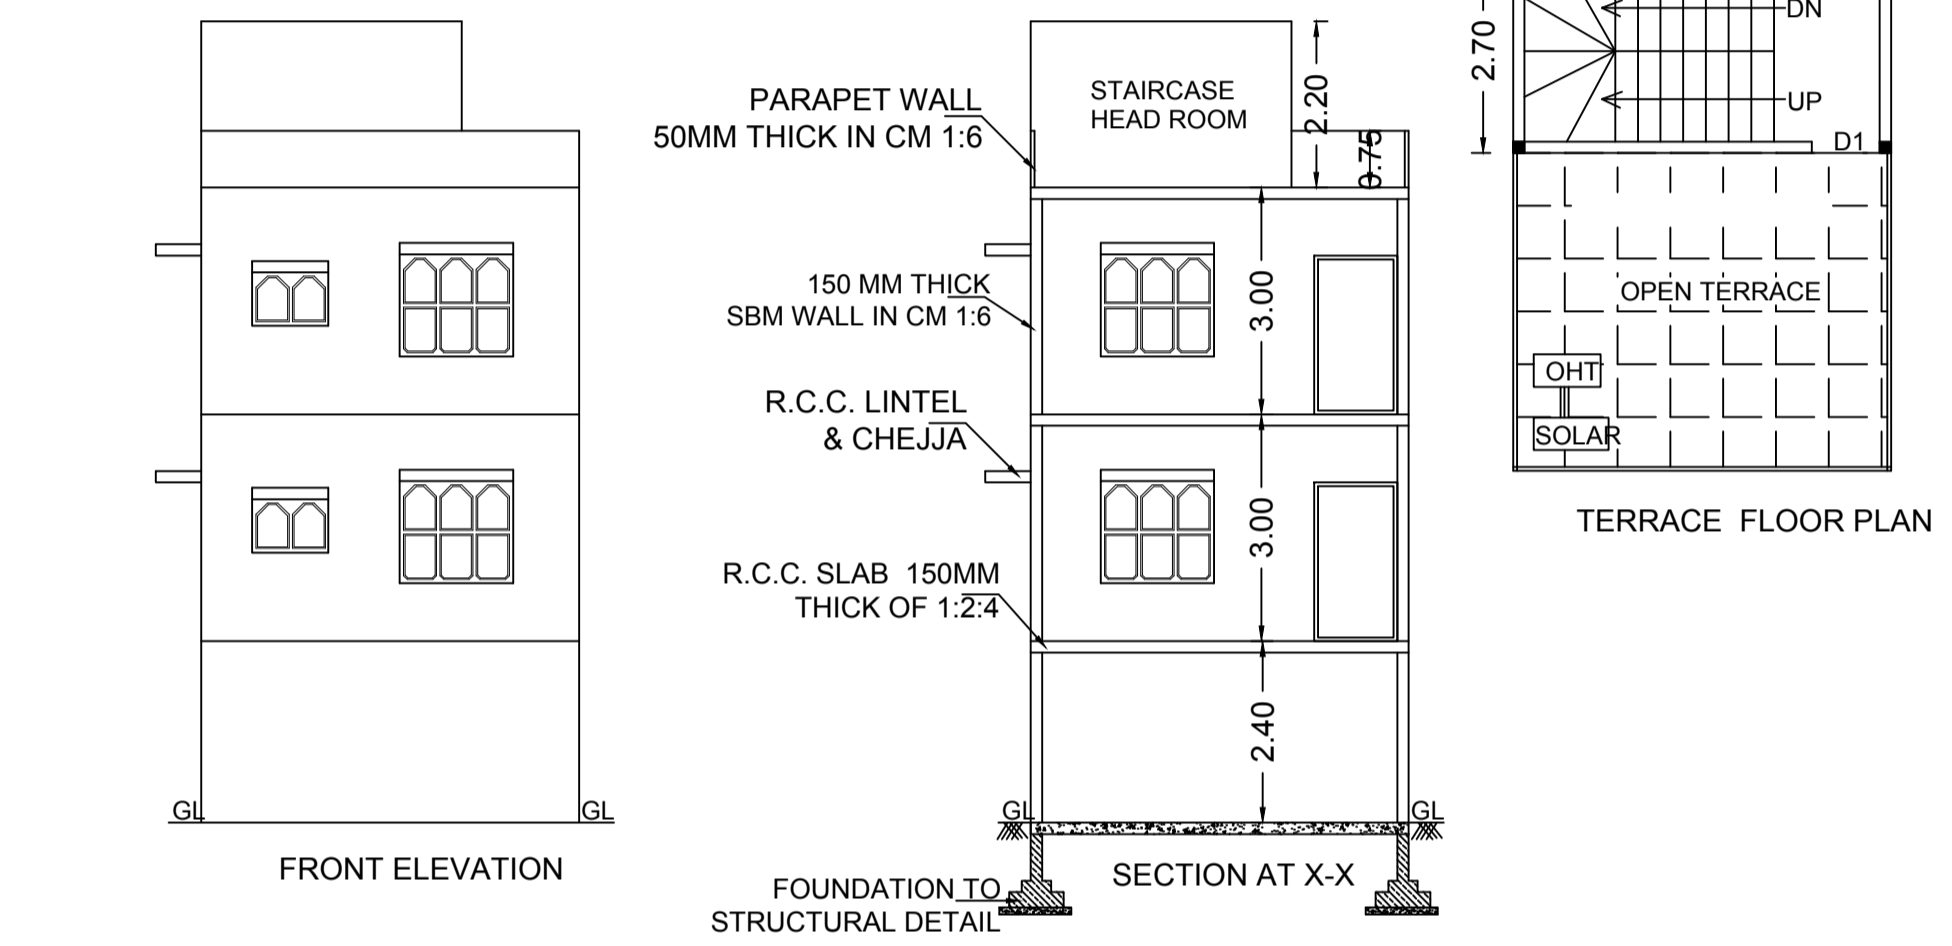 PARAPET WALL
50MM THICK IN CM 1:6
STAIRCASE
HEAD ROOM
2.20
0.75
150 MM THICK
SBM WALL IN CM 1:6
3.00
R.C.C. LINTEL
& CHEJJA
3.00
R.C.C. SLAB 150MM
THICK OF 1:2:4
2.40
GL
GL
GL
GL
FRONT ELEVATION
SECTION AT X-X
FOUNDATION TO
STRUCTURAL DETAIL
2.70
DN
UP
D1
OPEN TERRACE
OHT
SOLAR
TERRACE FLOOR PLAN